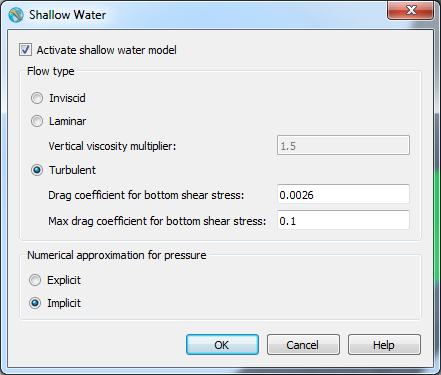 Shallow Water
Activate shallow water model
Flow type
Inviscid
Laminar
Vertical viscosity multiplier: 1.5
Turbulent
Drag coefficient for bottom shear stress: 0.0026
Max drag coefficient for bottom shear stress: 0.1
Numerical approximation for pressure
Explicit
Implicit
OK Cancel Help